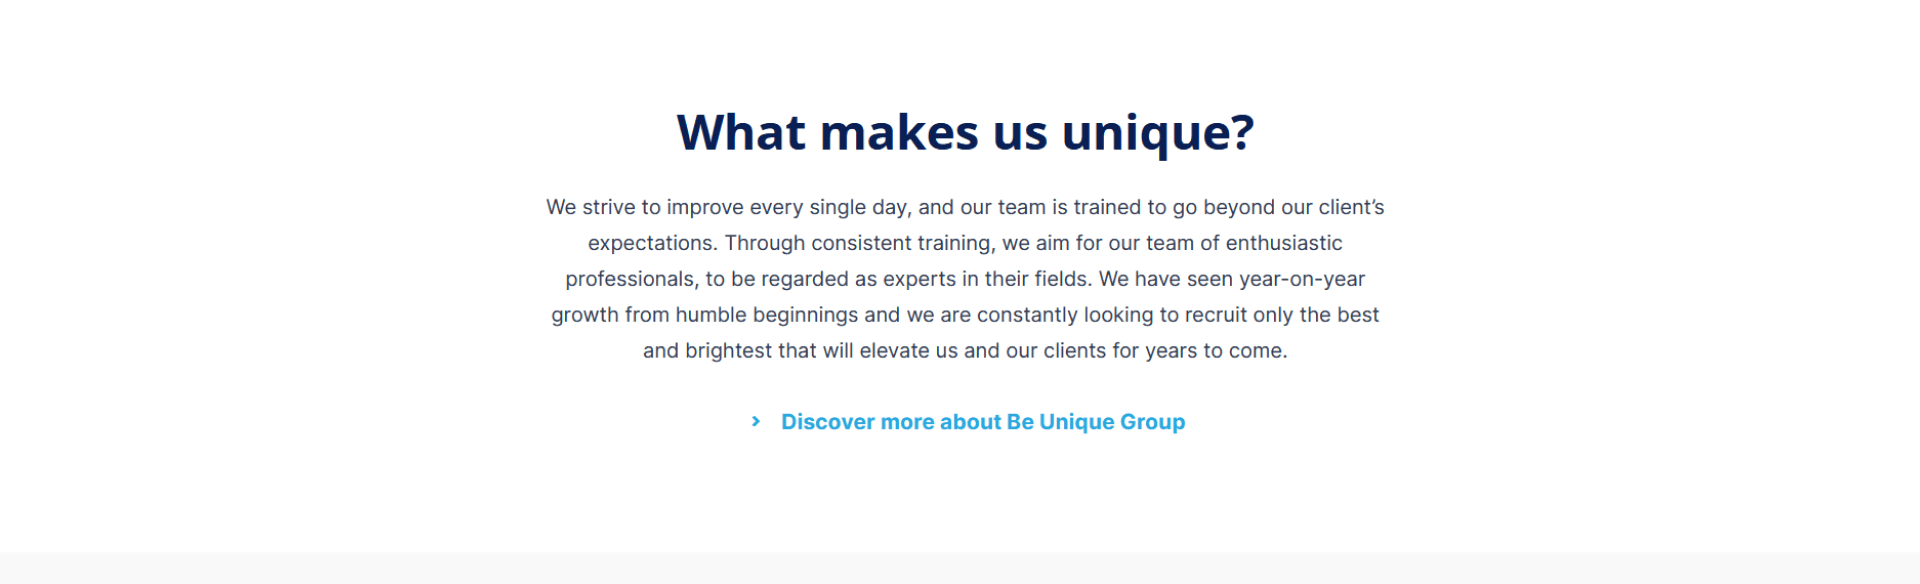 What makes us unique?
We strive to improve every single day, and our team is trained to go beyond our client’s
expectations. Through consistent training, we aim for our team of enthusiastic
professionals, to be regarded as experts in their fields. We have seen year-on-year
growth from humble beginnings and we are constantly looking to recruit only the best
and brightest that will elevate us and our clients for years to come.
Discover more about Be Unique Group